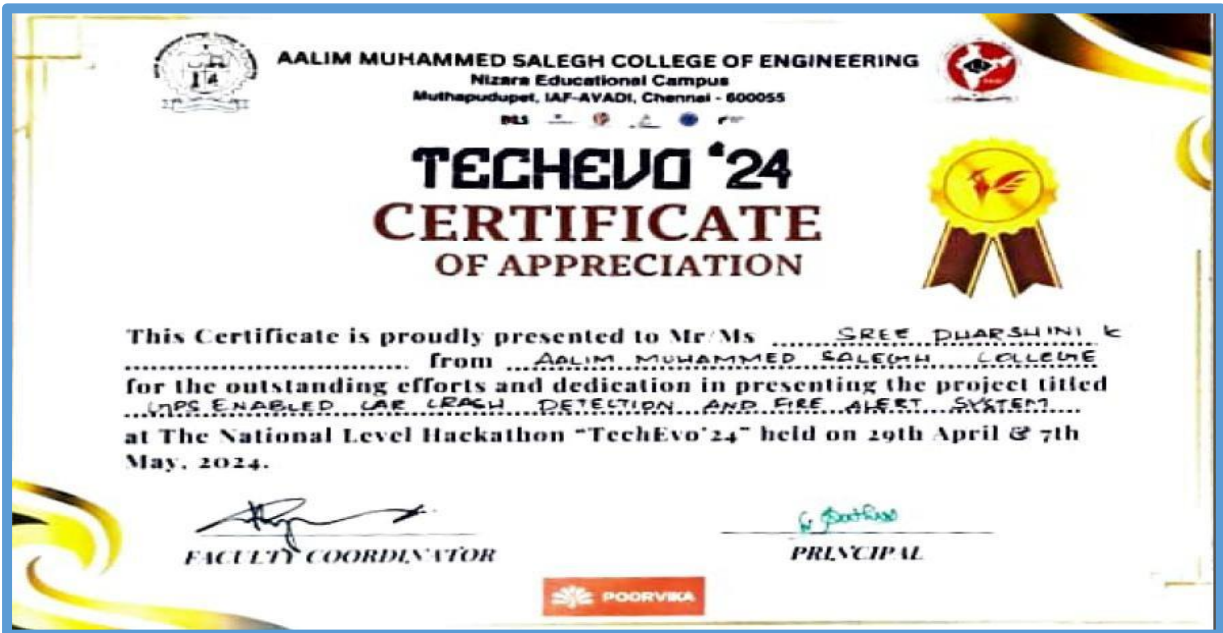 AALIM MUHAMMED SALEGH COLLEGE OF ENGINEERING
Nizara Educational Campus
Muthapudupet, IAF-AVADI, Chennai - 600055
TECHEVO '24
CERTIFICATE
OF APPRECIATION
This Certificate is proudly presented to Mr/Ms SREE DHARSHINI K
from AALIM MUHAMMED SALEGH COLLEGE
for the outstanding efforts and dedication in presenting the project titled
GPS ENABLED CAR CRASH DETECTION AND FIRE ALERT SYSTEM
at The National Level Hackathon "TechEvo'24" held on 29th April & 7th
May, 2024.
FACULTY COORDINATOR
PRINCIPAL
POORVIKA